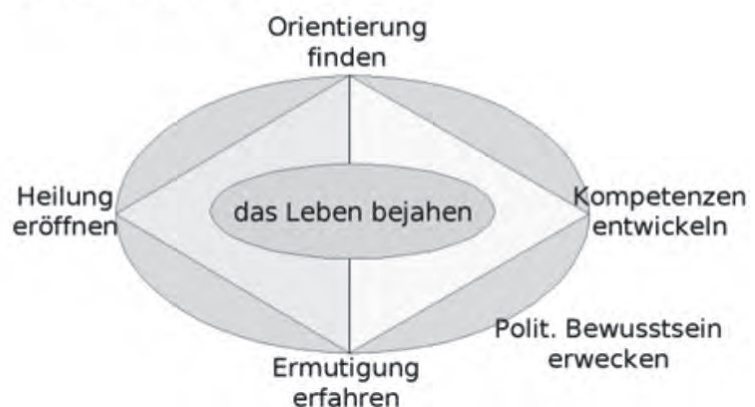 Orientierung
finden
Heilung
eröffnen
das Leben bejahen
Kompetenzen
entwickeln
Polit. Bewusstsein
erwecken
Ermutigung
erfahren